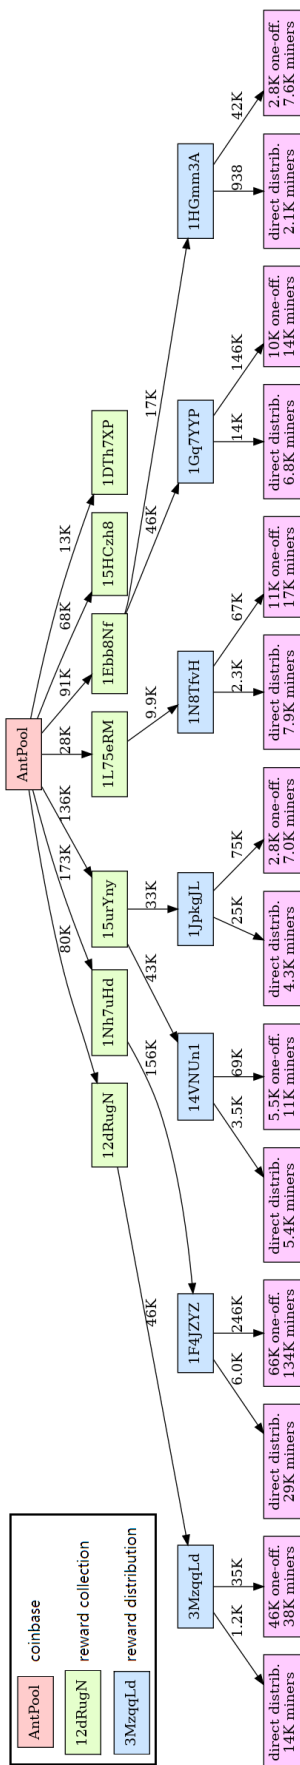 AntPool
coinbase
12dRugN
reward collection
3MzqqLd
reward distribution
AntPool
80K
173K
136K
28K
91K
68K
13K
12dRugN
1Nh7uHd
15urYny
1L75eRM
1Ebb8Nf
15HCzh8
1DTh7XP
46K
156K
43K
33K
9.9K
46K
17K
3MzqqLd
1F4JZYZ
14VNUn1
1JpkgJL
1N8TfvH
1Gq7YYP
1HGmm3A
1.2K
35K
6.0K
246K
3.5K
69K
25K
75K
2.3K
67K
14K
146K
938
42K
direct distrib.
14K miners
46K one-off.
38K miners
direct distrib.
29K miners
66K one-off.
134K miners
direct distrib.
5.4K miners
5.5K one-off.
11K miners
direct distrib.
4.3K miners
2.8K one-off.
7.0K miners
direct distrib.
7.9K miners
11K one-off.
17K miners
direct distrib.
6.8K miners
10K one-off.
14K miners
direct distrib.
2.1K miners
2.8K one-off.
7.6K miners